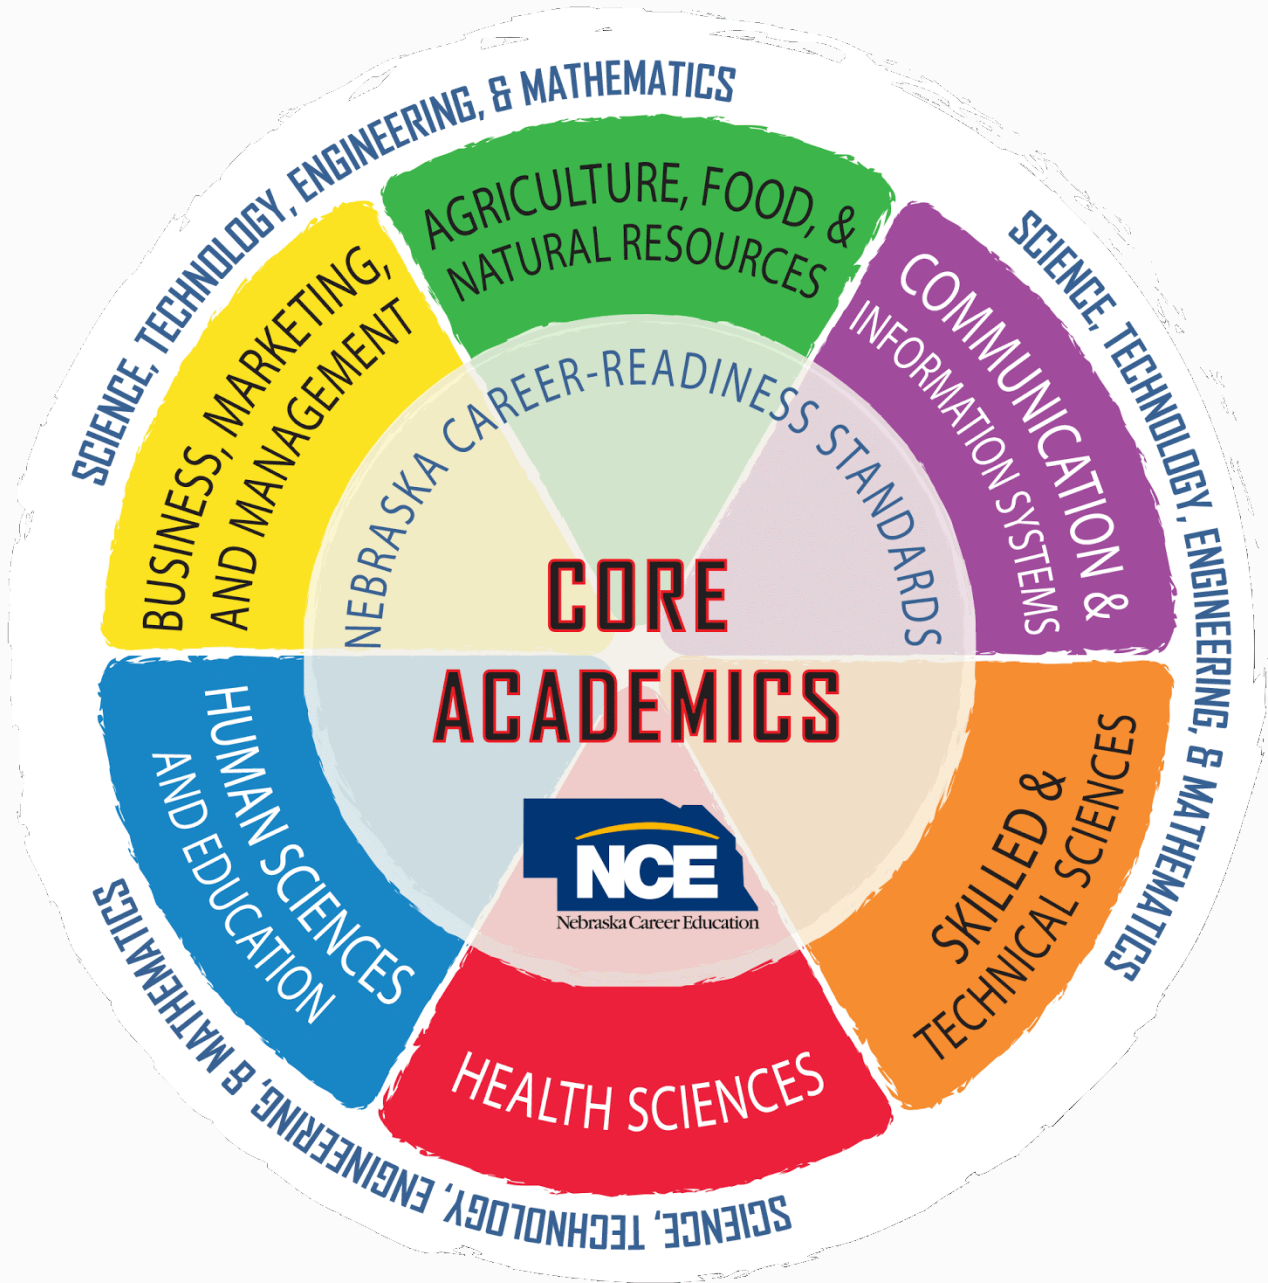 SCIENCE, TECHNOLOGY, ENGINEERING, & MATHEMATICS
SCIENCE, TECHNOLOGY, ENGINEERING, & MATHEMATICS
SCIENCE, TECHNOLOGY, ENGINEERING, & MATHEMATICS
AGRICULTURE, FOOD, &
NATURAL RESOURCES
COMMUNICATION &
INFORMATION SYSTEMS
SKILLED &
TECHNICAL SCIENCES
HEALTH SCIENCES
HUMAN SCIENCES
AND EDUCATION
BUSINESS, MARKETING,
AND MANAGEMENT
NEBRASKA CAREER-READINESS STANDARDS
CORE
ACADEMICS
NCE
Nebraska Career Education